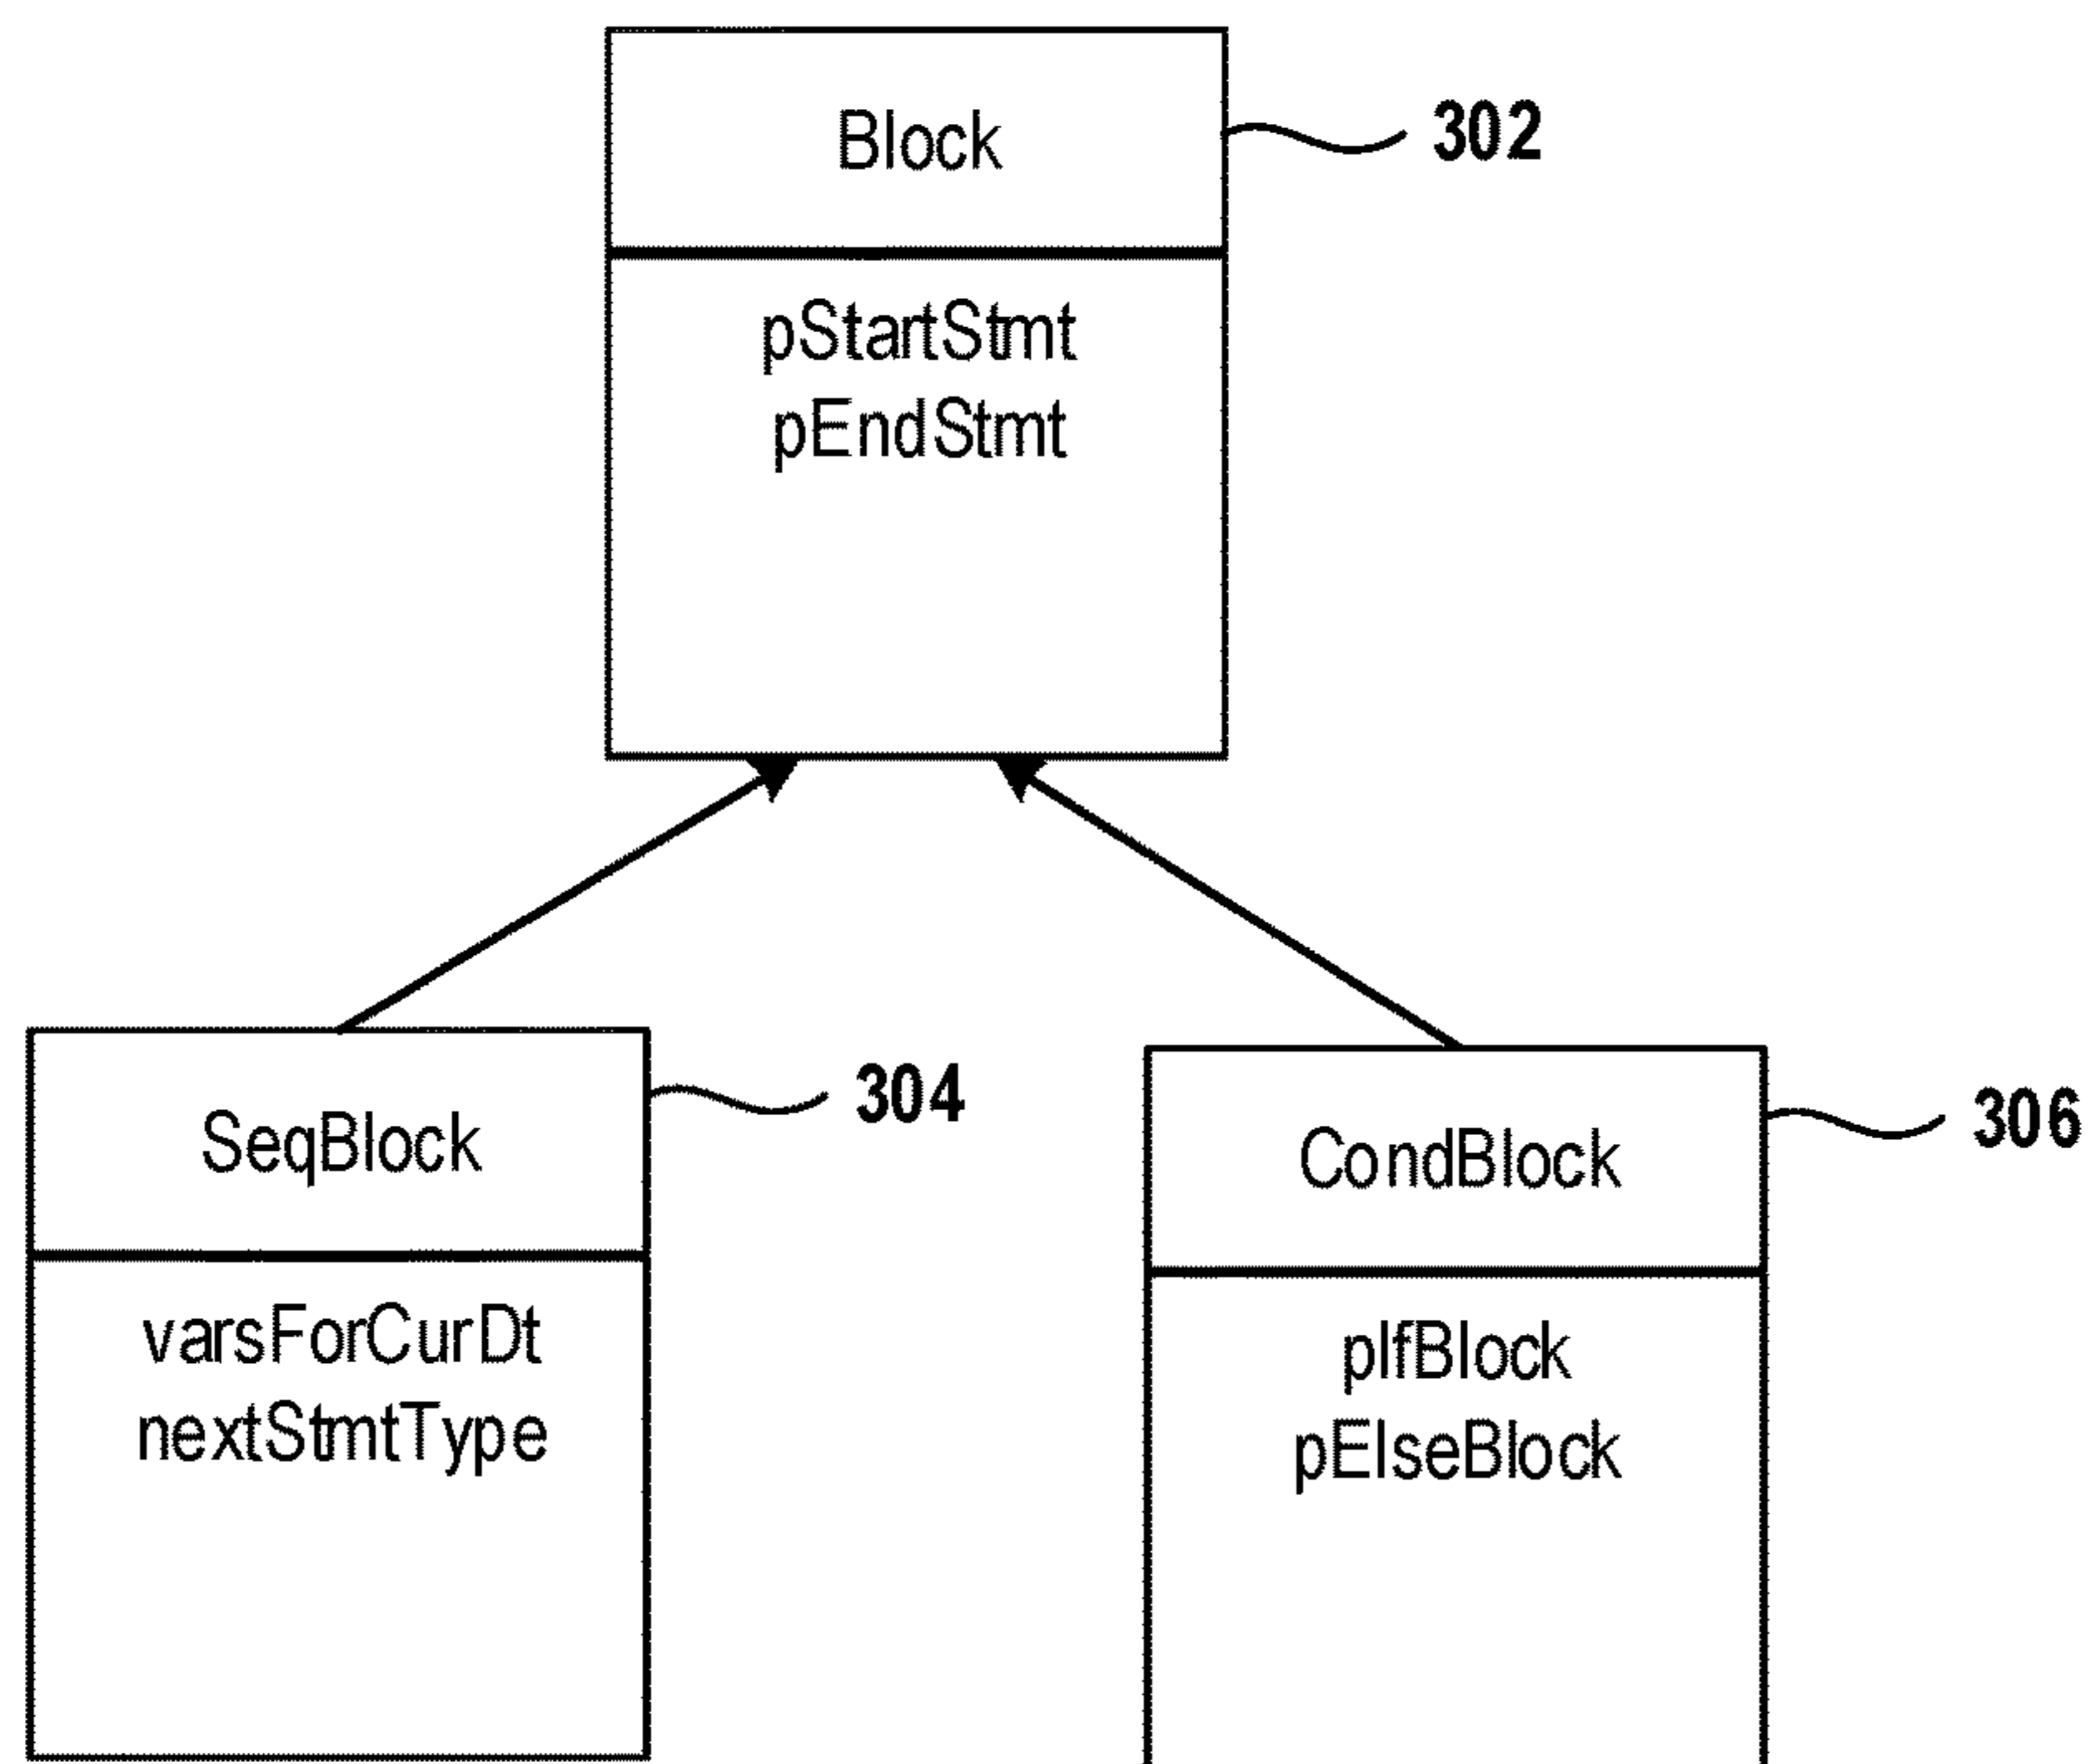 Block
302
pStartStmt
pEndStmt
SeqBlock
304
varsForCurDt
nextStmtType
CondBlock
306
pIfBlock
pElseBlock